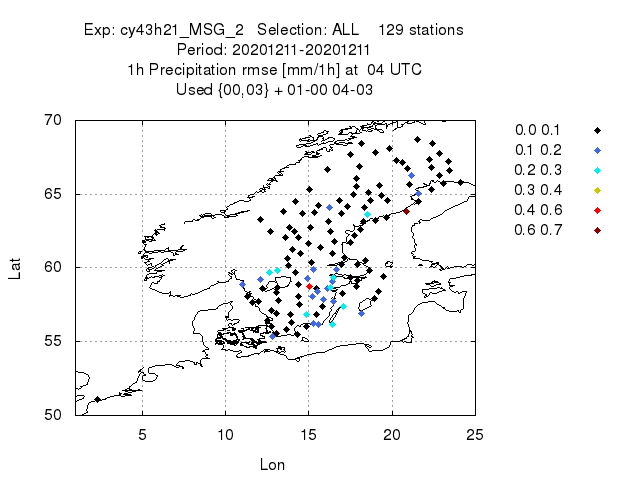 Exp: cy43h21_MSG_2 Selection: ALL 129 stations
Period: 20201211-20201211
1h Precipitation rmse [mm/1h] at 04 UTC
Used {00,03} + 01-00 04-03
70
65
60
55
50
Lat
5 10 15 20 25
Lon
0.0 0.1
0.1 0.2
0.2 0.3
0.3 0.4
0.4 0.6
0.6 0.7